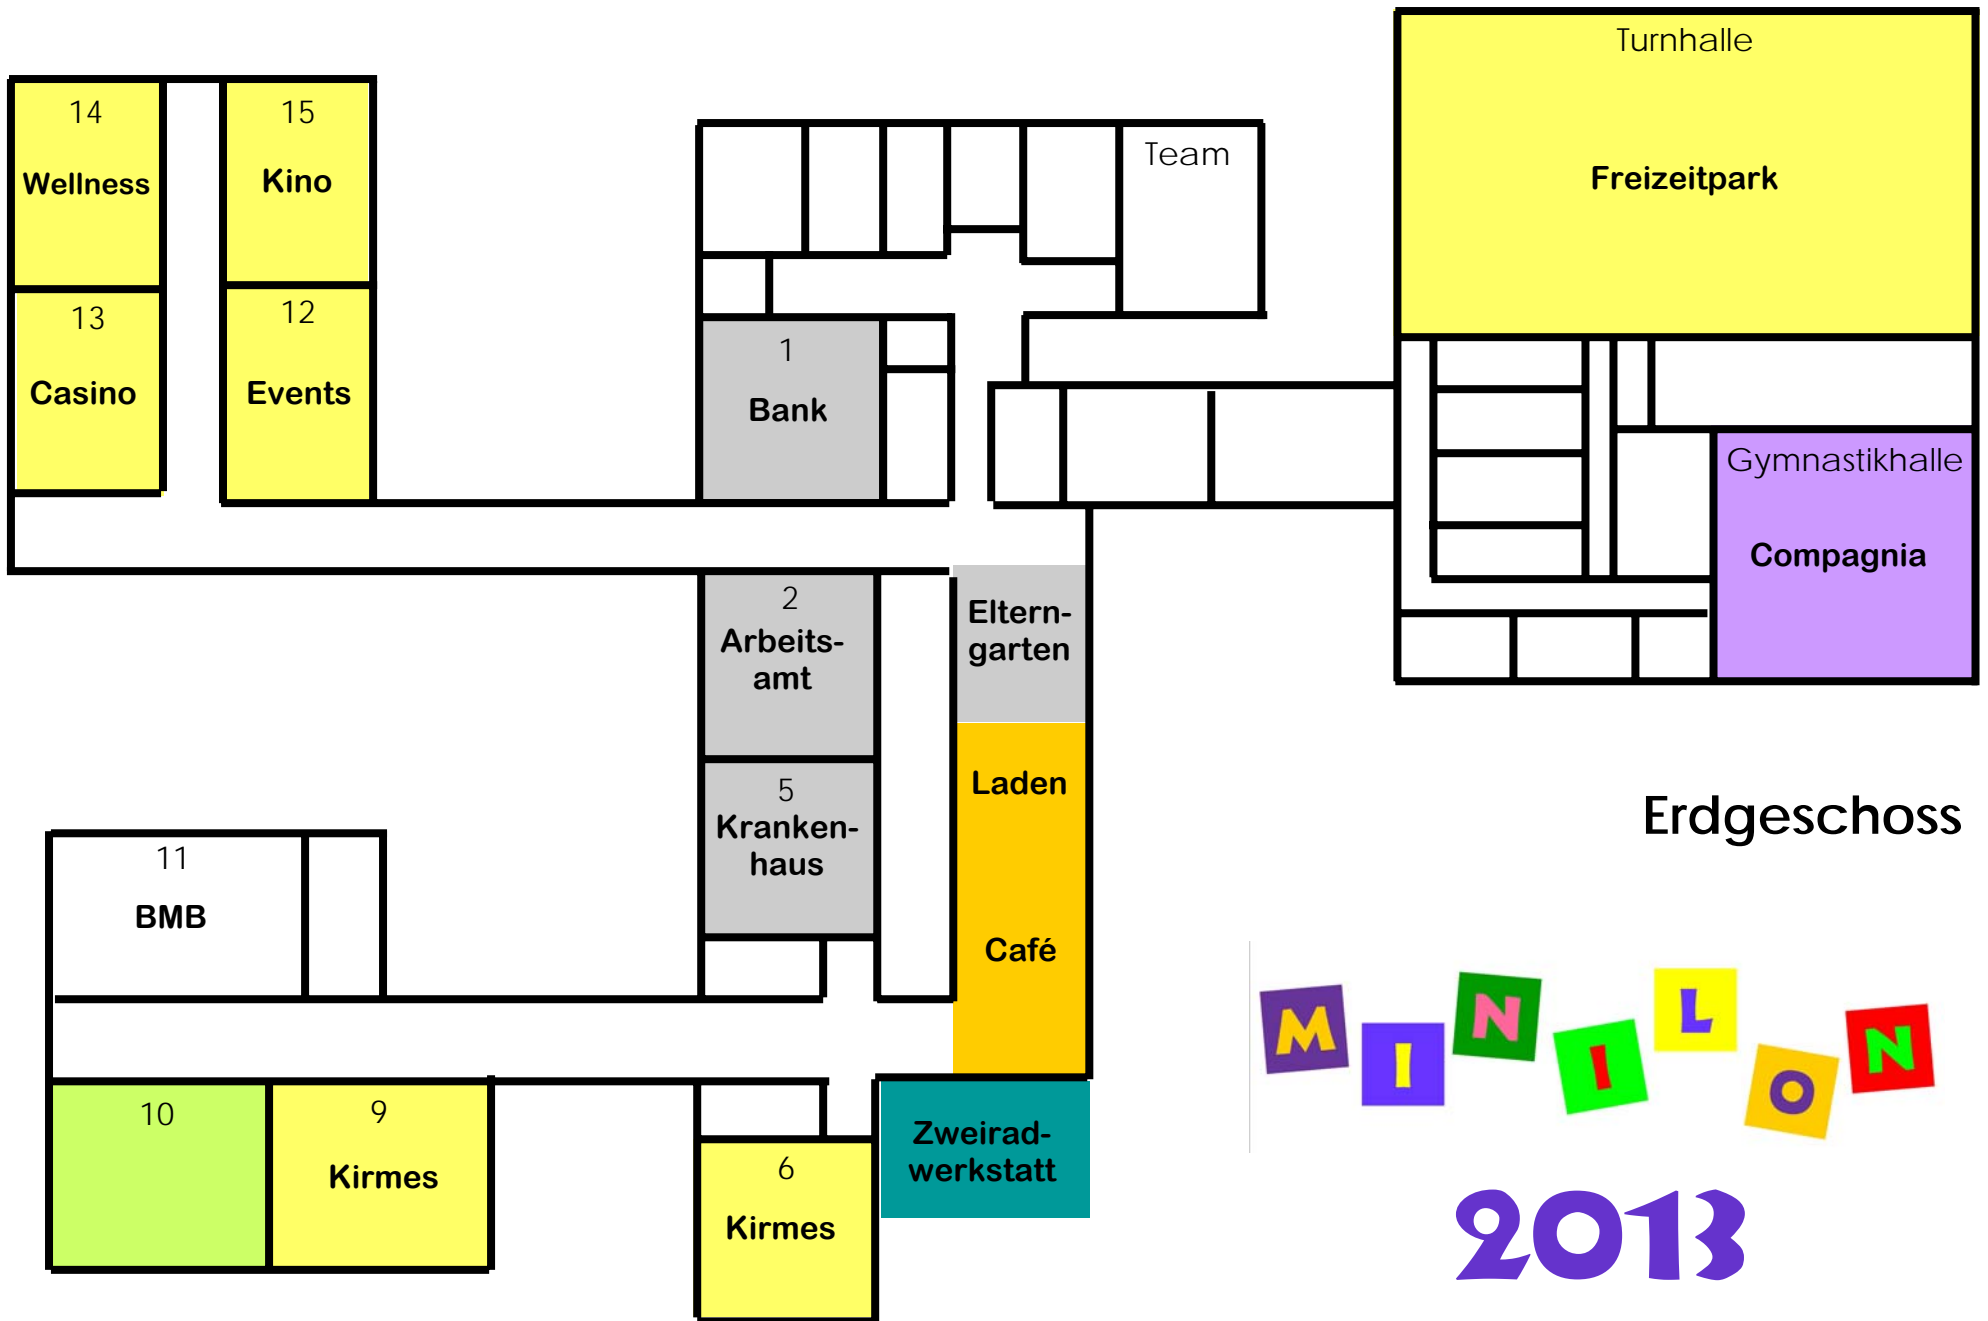 Turnhalle
Freizeitpark
14
Wellness
15
Kino
13
Casino
12
Events
Team
1
Bank
Gymnastikhalle
Compagnia
2
Arbeits-
amt
Eltern-
garten
5
Kranken-
haus
Laden
Café
11
BMB
10
9
Kirmes
6
Kirmes
Zweirad-
werkstatt
Erdgeschoss
MINILON
2013